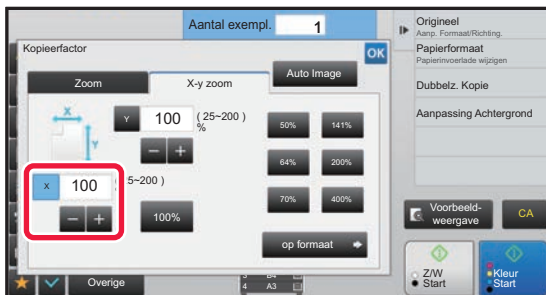 Aantal exempl. 1
Kopieerfactor
OK
Zoom
X-y zoom
Auto Image
X
Y
Y 100 ( 25~200 )
%
50% 141%
64% 200%
X 100 5~200 )
70% 400%
100%
op formaat
Overige
4 A3
Origineel
Aanp. Formaat/Richting.
Papierformaat
Papierinvoerlade wijzigen
Dubbelz. Kopie
Aanpassing Achtergrond
Voorbeeld-
weergave
CA
Z/W
Start
Kleur
Start